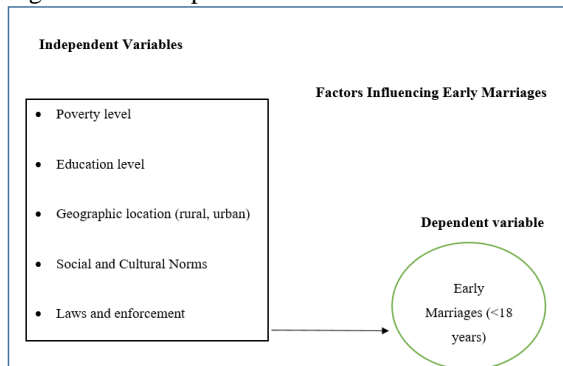 Independent Variables
Factors Influencing Early Marriages
• Poverty level
• Education level
• Geographic location (rural, urban)
• Social and Cultural Norms
• Laws and enforcement
Dependent variable
Early
Marriages (<18
years)